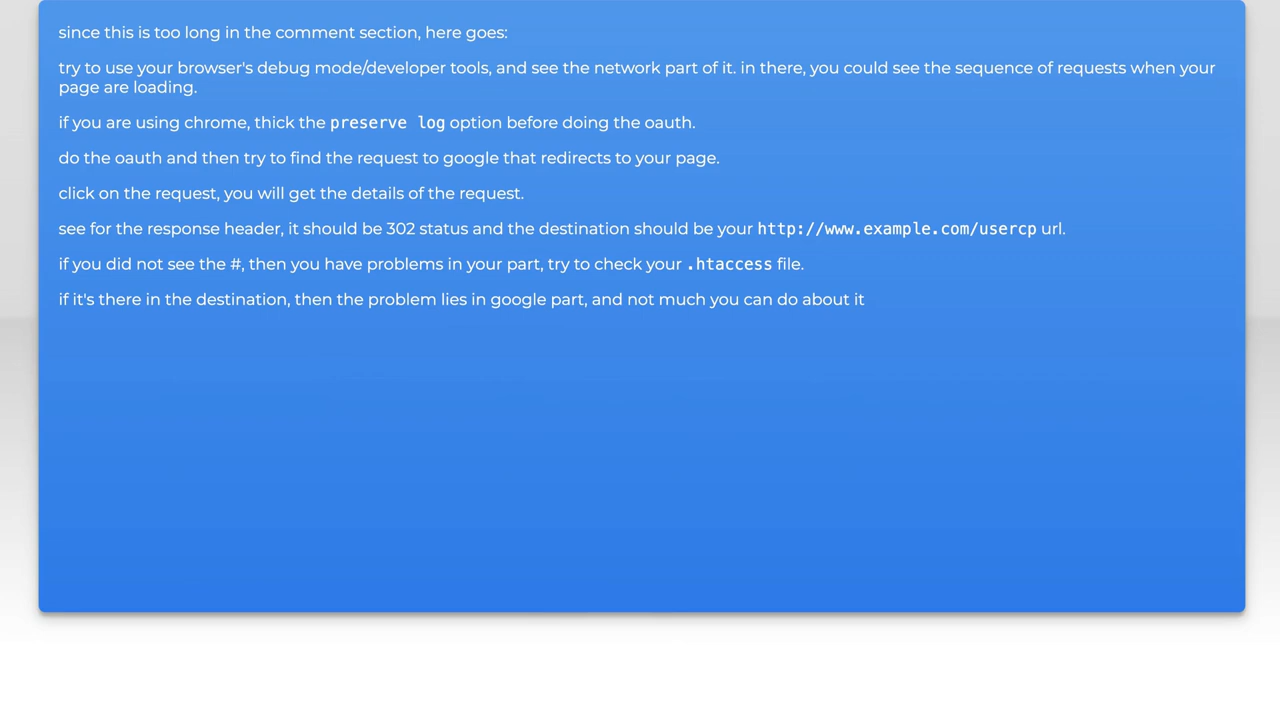 since this is too long in the comment section, here goes:
try to use your browser's debug mode/developer tools, and see the network part of it. in there, you could see the sequence of requests when your
page are loading.
if you are using chrome, thick the preserve log option before doing the oauth.
do the oauth and then try to find the request to google that redirects to your page.
click on the request, you will get the details of the request.
see for the response header, it should be 302 status and the destination should be your http://www.example.com/usercp url.
if you did not see the #, then you have problems in your part, try to check your .htaccess file.
if it's there in the destination, then the problem lies in google part, and not much you can do about it